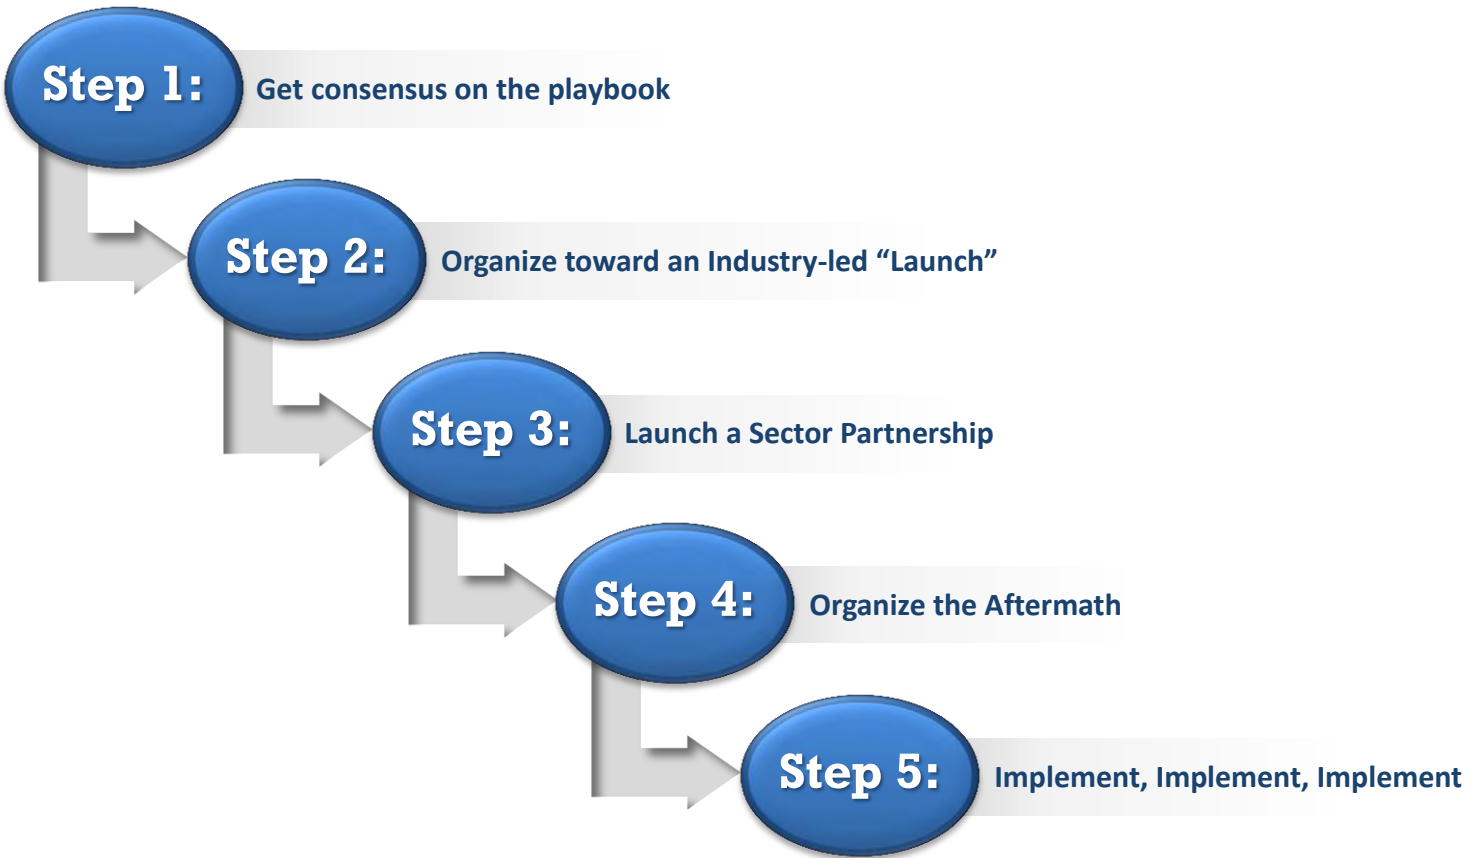 Step 1:
Get consensus on the playbook
Step 2:
Organize toward an Industry-led “Launch”
Step 3:
Launch a Sector Partnership
Step 4:
Organize the Aftermath
Step 5:
Implement, Implement, Implement